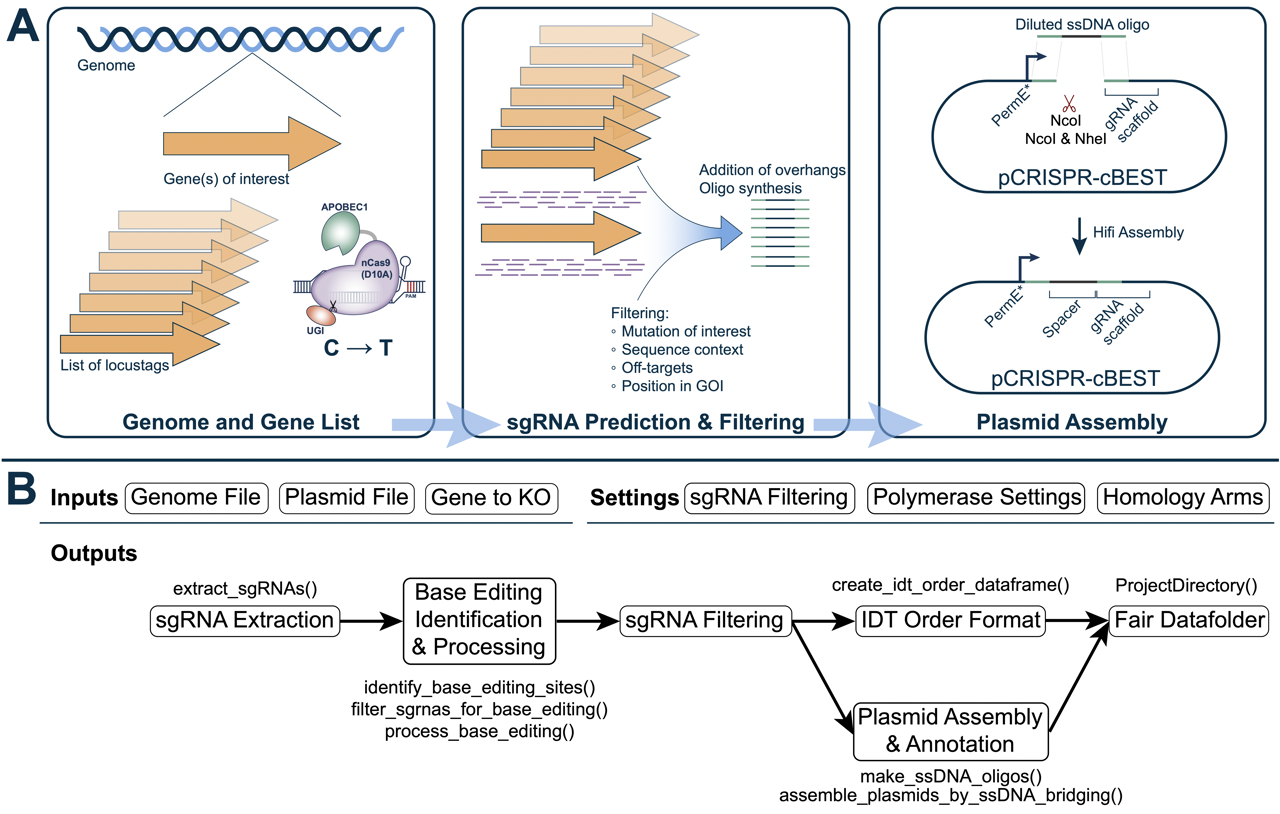 A
Genome
Gene(s) of interest
List of locustags
APOBEC1
nCas9
(D10A)
PAM
UGI
C → T
Genome and Gene List
Addition of overhangs
Oligo synthesis
Filtering:
◦ Mutation of interest
◦ Sequence context
◦ Off-targets
◦ Position in GOI
sgRNA Prediction & Filtering
Diluted ssDNA oligo
PermE*
NcoI
NcoI & NheI
gRNA
scaffold
pCRISPR-cBEST
Hifi Assembly
PermE*
Spacer
gRNA
scaffold
pCRISPR-cBEST
Plasmid Assembly
B
Inputs
Genome File
Plasmid File
Gene to KO
Settings
sgRNA Filtering
Polymerase Settings
Homology Arms
Outputs
extract_sgRNAs()
sgRNA Extraction
Base Editing
Identification
& Processing
identify_base_editing_sites()
filter_sgrnas_for_base_editing()
process_base_editing()
sgRNA Filtering
create_idt_order_dataframe()
IDT Order Format
ProjectDirectory()
Fair Datafolder
Plasmid Assembly
& Annotation
make_ssDNA_oligos()
assemble_plasmids_by_ssDNA_bridging()